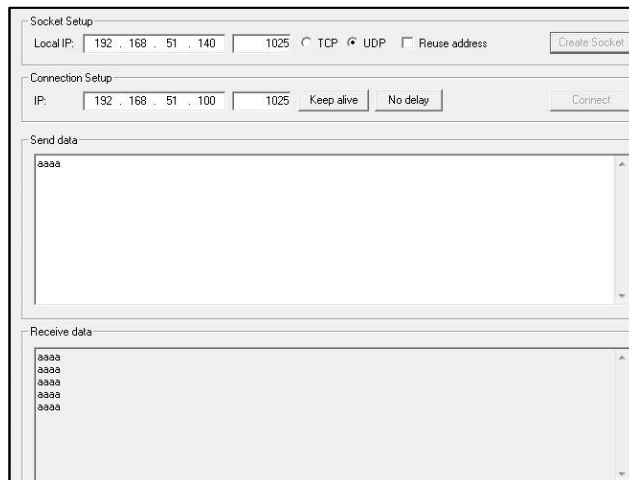 Socket Setup
Local IP: 192 . 168 . 51 . 140 1025 TCP UDP Reuse address Create Socket
Connection Setup
IP: 192 . 168 . 51 . 100 1025 Keep alive No delay Connect
Send data
aaaa
Receive data
aaaa
aaaa
aaaa
aaaa
aaaa